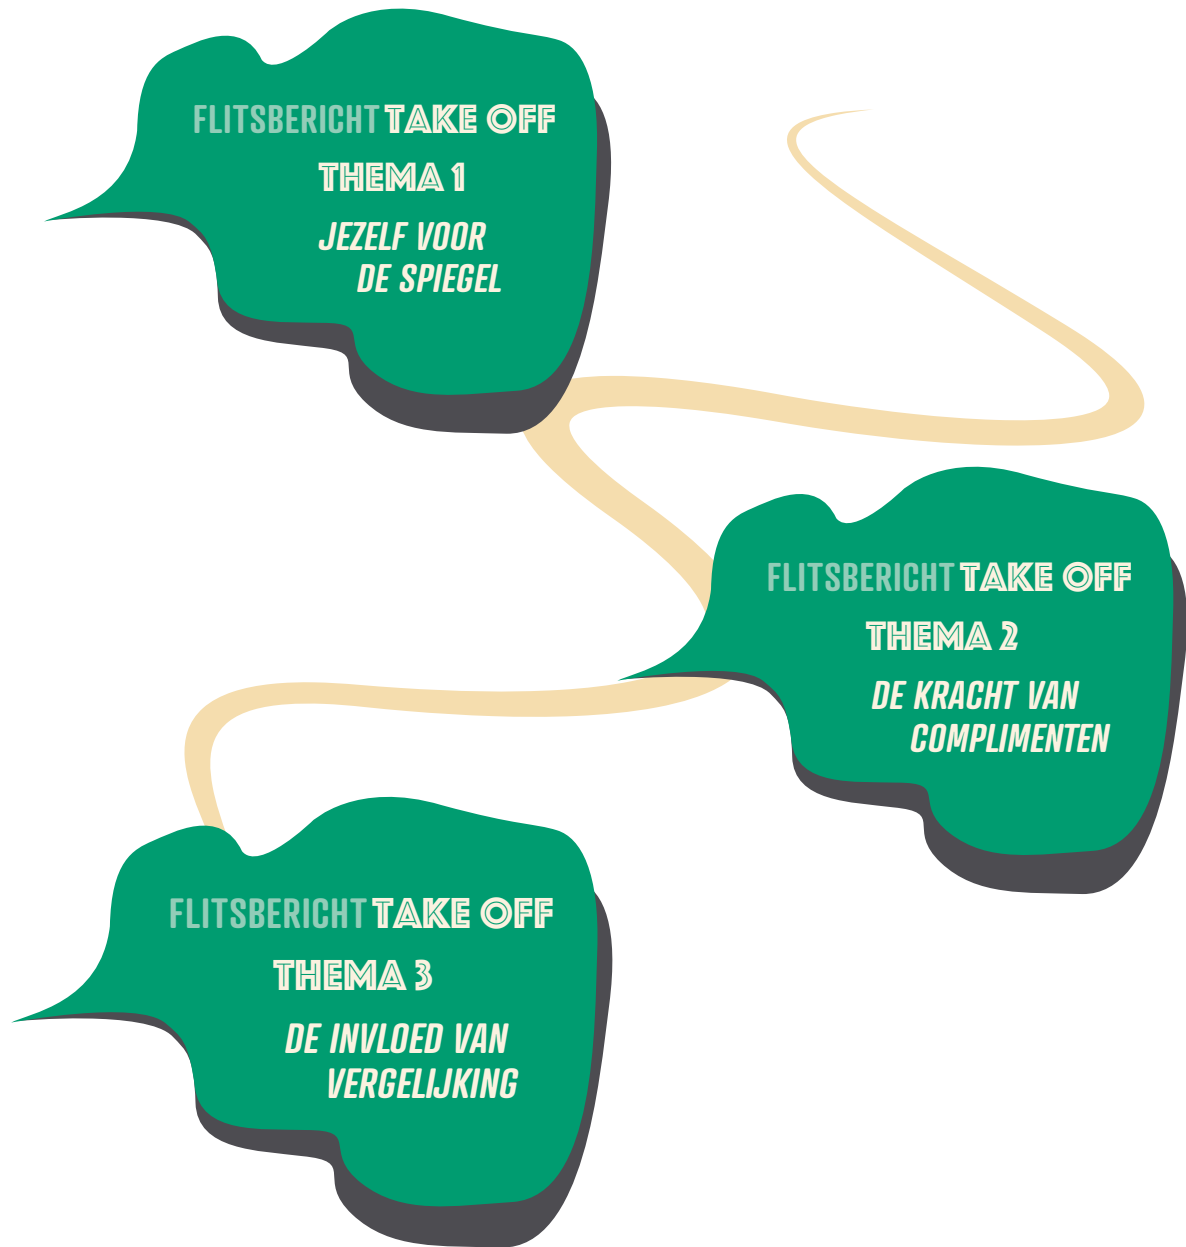 FLITSBERICHT TAKE OFF
THEMA 1
JEZELF VOOR
DE SPIEGEL
FLITSBERICHT TAKE OFF
THEMA 2
DE KRACHT VAN
COMPLIMENTEN
FLITSBERICHT TAKE OFF
THEMA 3
DE INVLOED VAN
VERGELIJKING